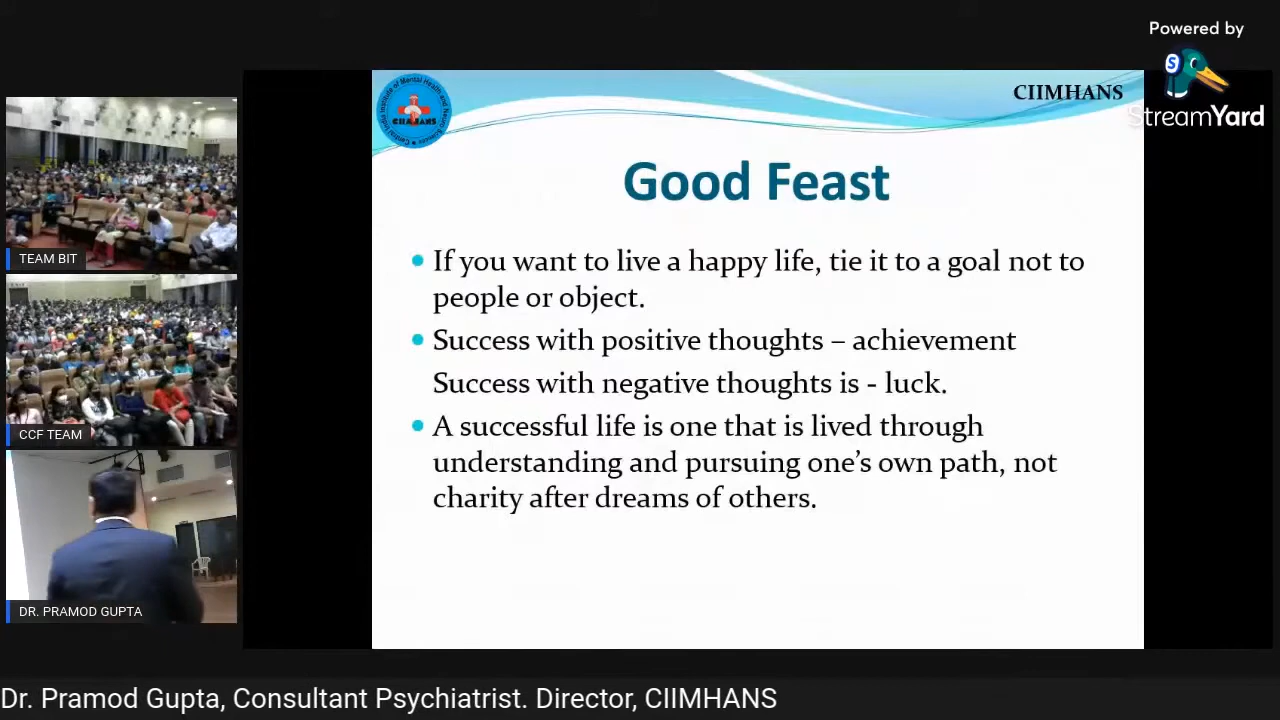 Powered by
StreamYard
CIIMHANS
Good Feast
If you want to live a happy life, tie it to a goal not to
people or object.
Success with positive thoughts – achievement
Success with negative thoughts is - luck.
A successful life is one that is lived through
understanding and pursuing one's own path, not
charity after dreams of others.
TEAM BIT
CCF TEAM
DR. PRAMOD GUPTA
Dr. Pramod Gupta, Consultant Psychiatrist. Director, CIIMHANS